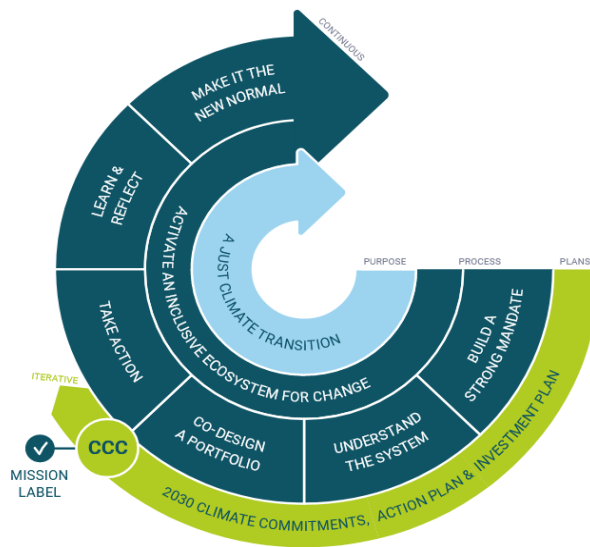 CONTINUOUS
MAKE IT THE
NEW NORMAL
LEARN &
REFLECT
ACTIVATE AN INCLUSIVE ECOSYSTEM FOR CHANGE
A JUST CLIMATE TRANSITION
PURPOSE
PROCESS
PLANS
BUILD A
STRONG MANDATE
TAKE ACTION
UNDERSTAND
THE SYSTEM
CO-DESIGN
A PORTFOLIO
ITERATIVE
CCC
MISSION
LABEL
2030 CLIMATE COMMITMENTS, ACTION PLAN & INVESTMENT PLAN